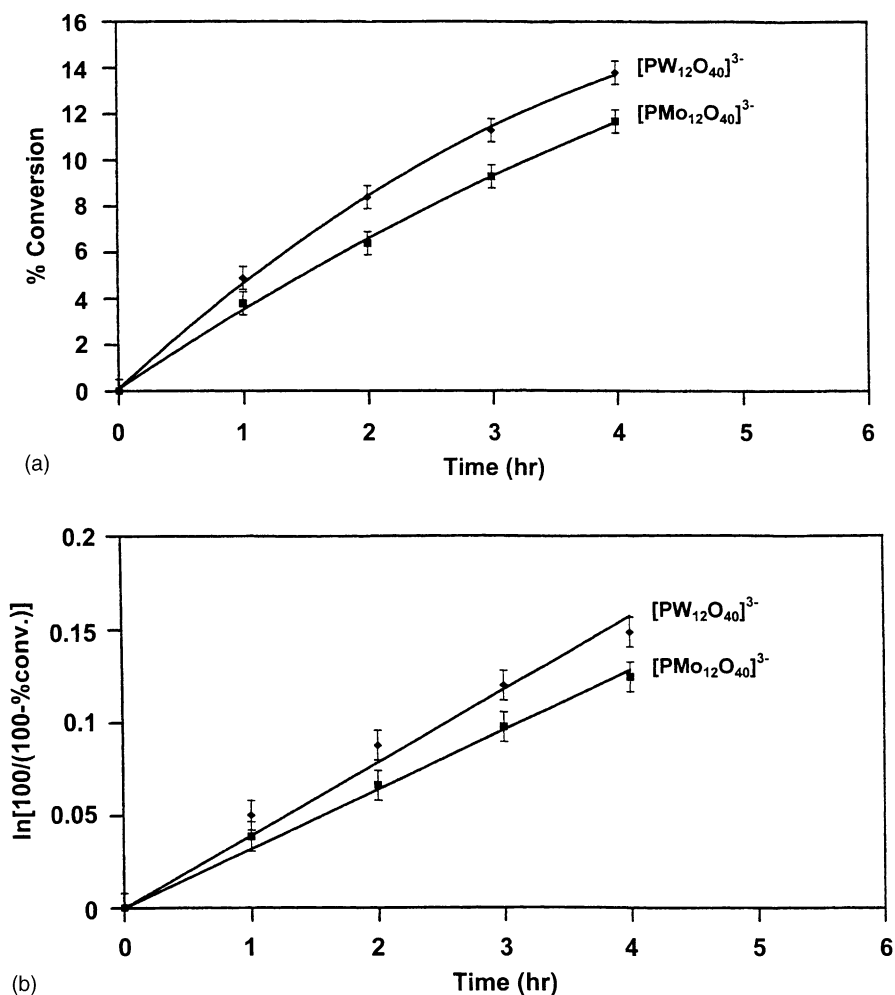 16
14
12
10
8
6
4
2
0
% Conversion
[PW₁₂O₄₀]³⁻
[PMo₁₂O₄₀]³⁻
0 1 2 3 4 5 6
Time (hr)
(a)
0.2
0.15
0.1
0.05
0
ln[100/(100-%conv.)]
[PW₁₂O₄₀]³⁻
[PMo₁₂O₄₀]³⁻
0 1 2 3 4 5 6
Time (hr)
(b)